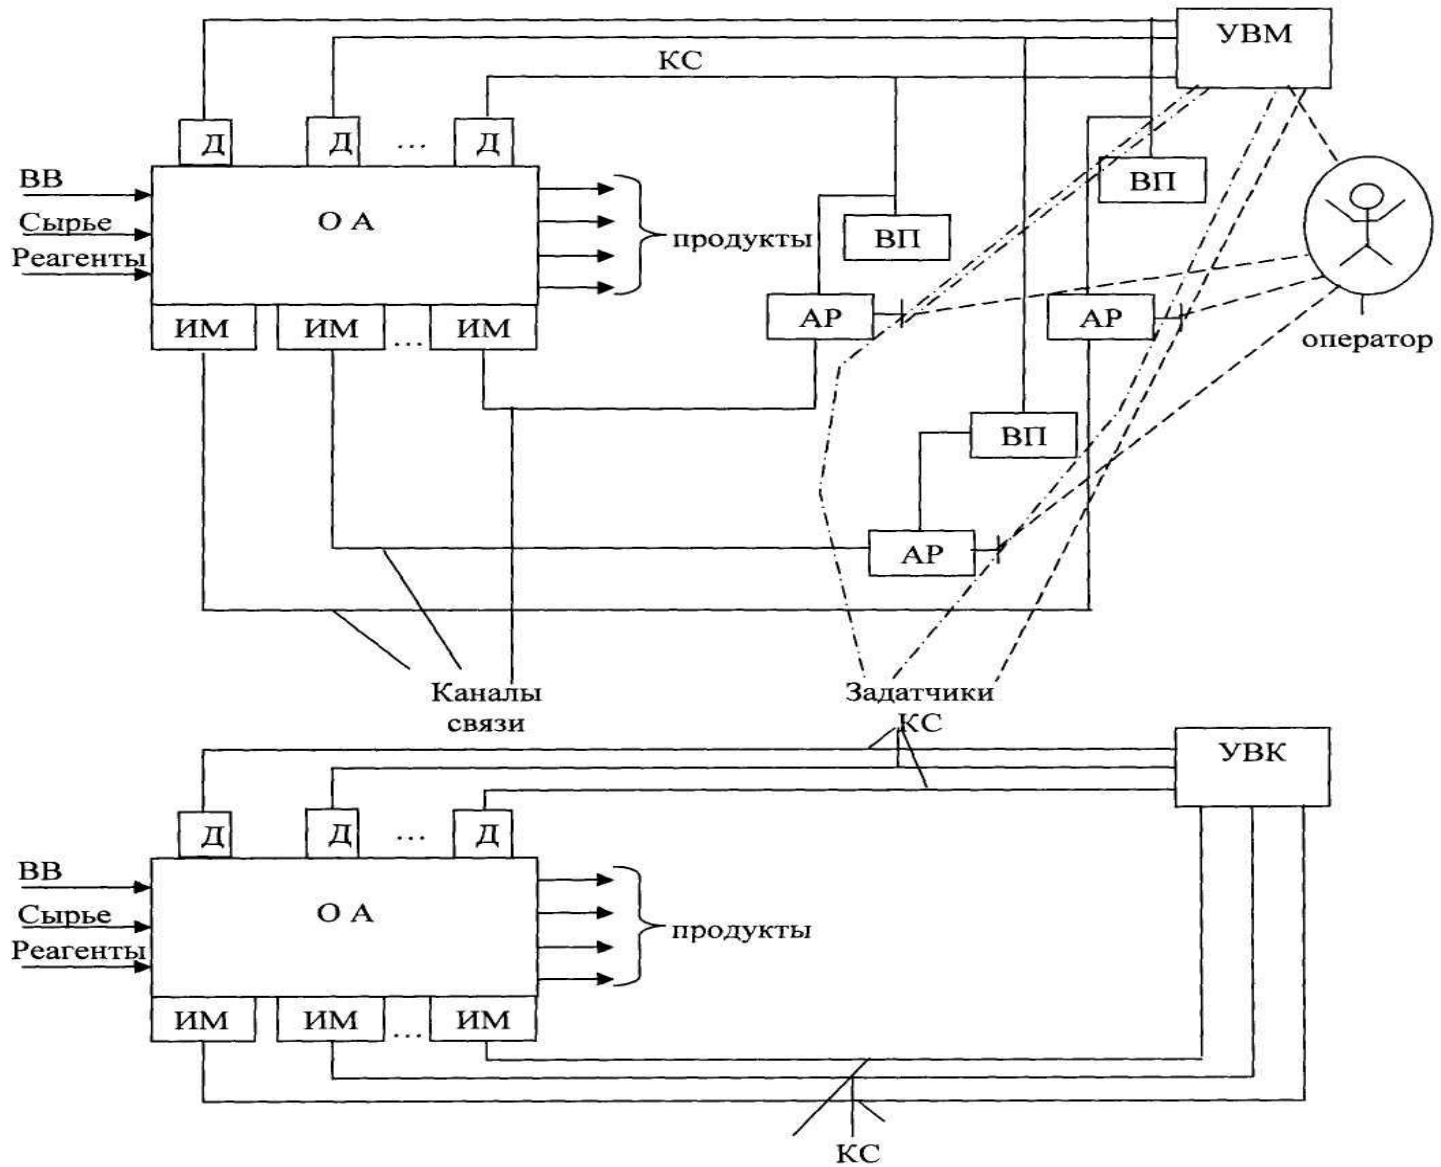 УВМ
КС
Д Д ... Д
ВВ
ВП
Сырье
О А
ВП
продукты
Реагенты
ИМ ИМ ... ИМ
АР
АР
оператор
ВП
АР
Каналы
связи
Задатчики
КС
УВК
Д Д ... Д
ВВ
Сырье
О А
продукты
Реагенты
ИМ ИМ ... ИМ
КС